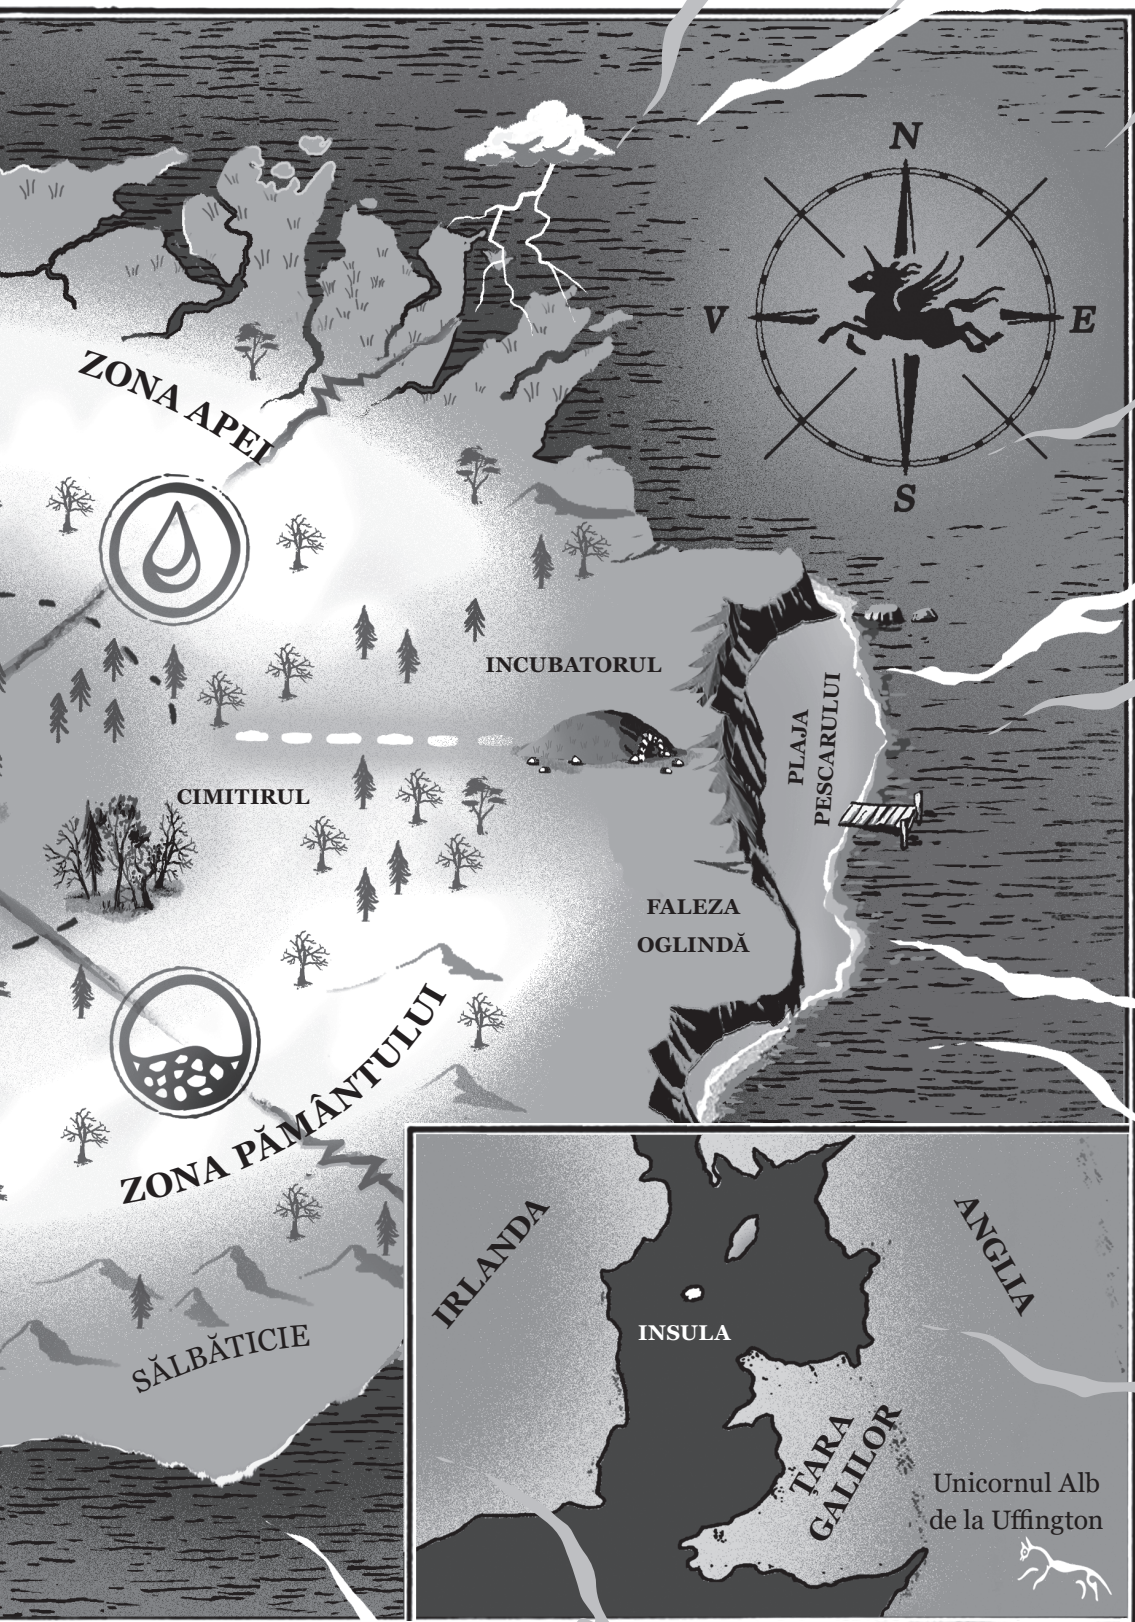 N
V
E
S
ZONA APEI
INCUBATORUL
PLAJA
PESCARULUI
CIMITIRUL
FALEZA
OGLINDĂ
ZONA PĂMÂNTULUI
SĂLBĂTICIE
IRLANDA
ANGLIA
INSULA
ȚARA
GALILOR
Unicornul Alb
de la Uffington